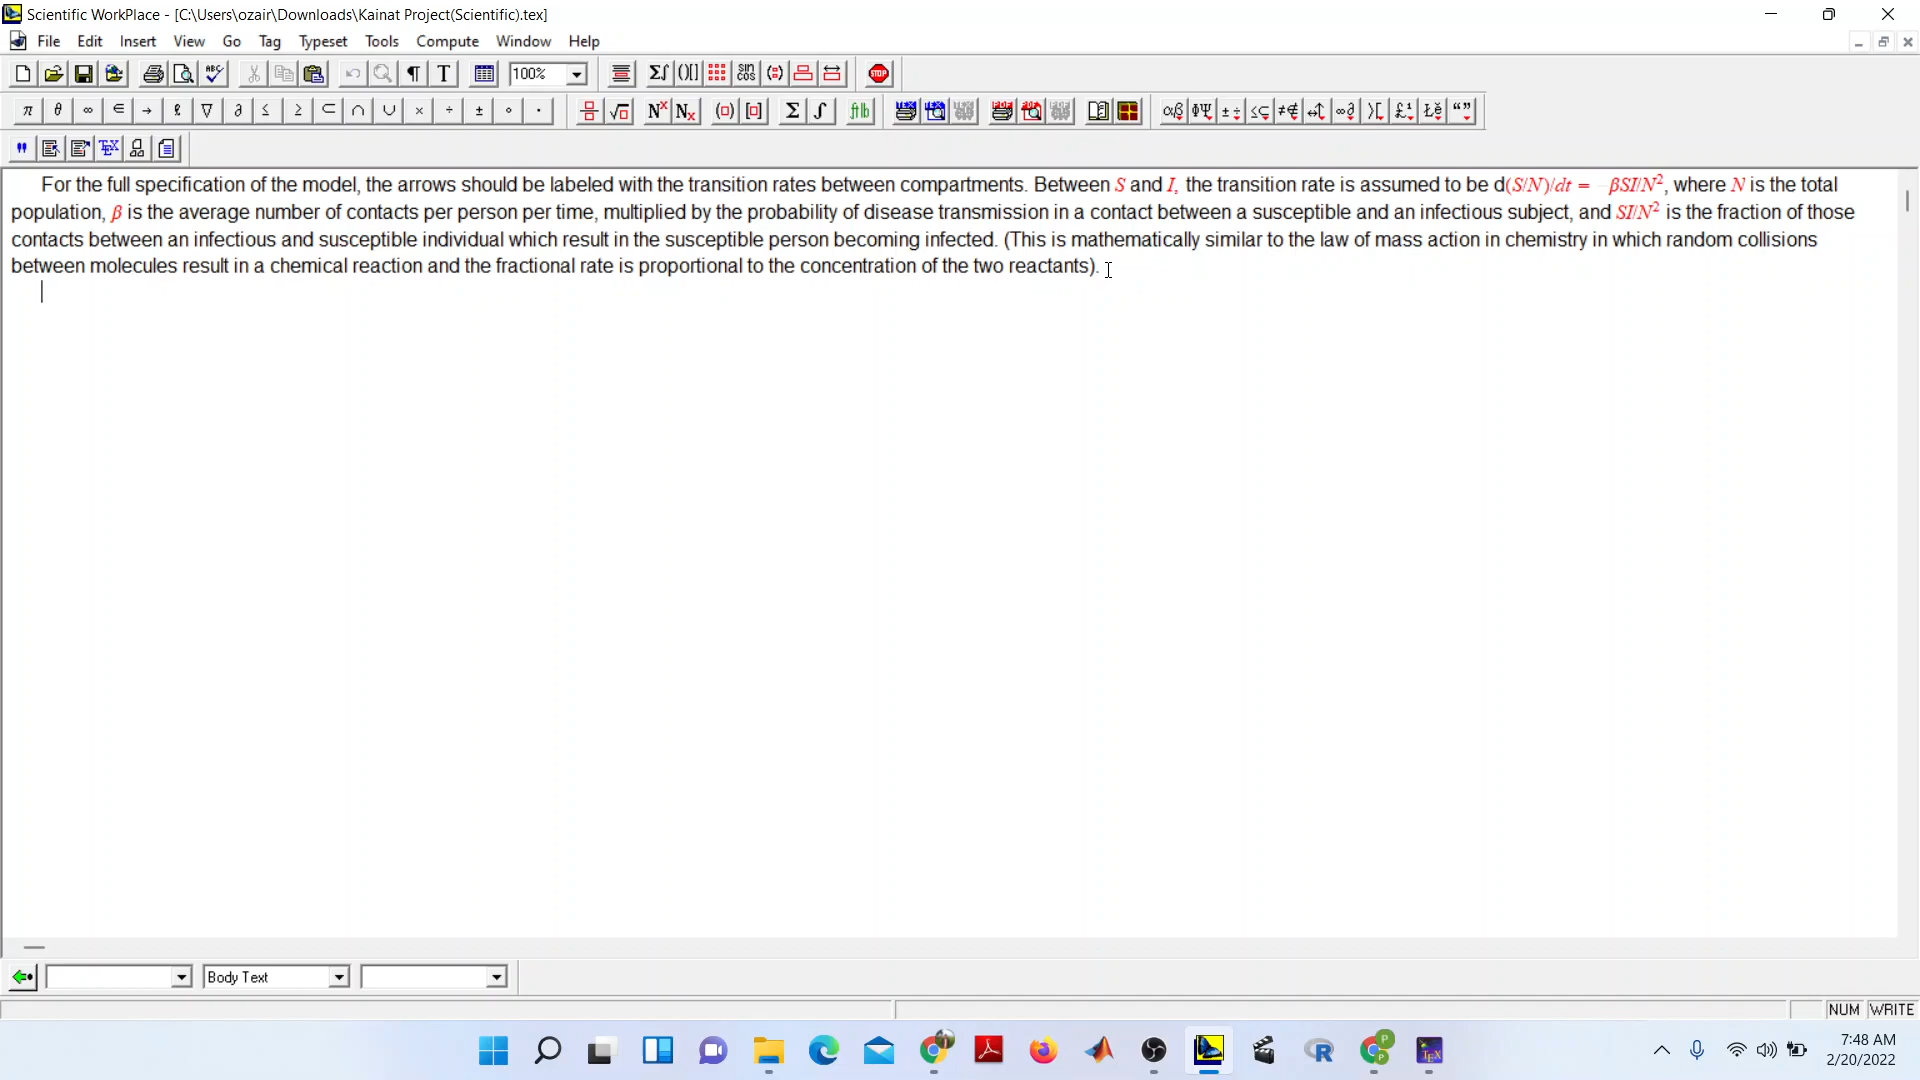 Scientific WorkPlace - [C:\Users\ozair\Downloads\Kainat Project(Scientific).tex]
File Edit Insert View Go Tag Typeset Tools Compute Window Help
100%
STOP
For the full specification of the model, the arrows should be labeled with the transition rates between compartments. Between S and I, the transition rate is assumed to be d(S/N)/dt = −βSI/N², where N is the total
population, β is the average number of contacts per person per time, multiplied by the probability of disease transmission in a contact between a susceptible and an infectious subject, and SI/N² is the fraction of those
contacts between an infectious and susceptible individual which result in the susceptible person becoming infected. (This is mathematically similar to the law of mass action in chemistry in which random collisions
between molecules result in a chemical reaction and the fractional rate is proportional to the concentration of the two reactants).
Body Text
NUM WRITE
7:48 AM
2/20/2022